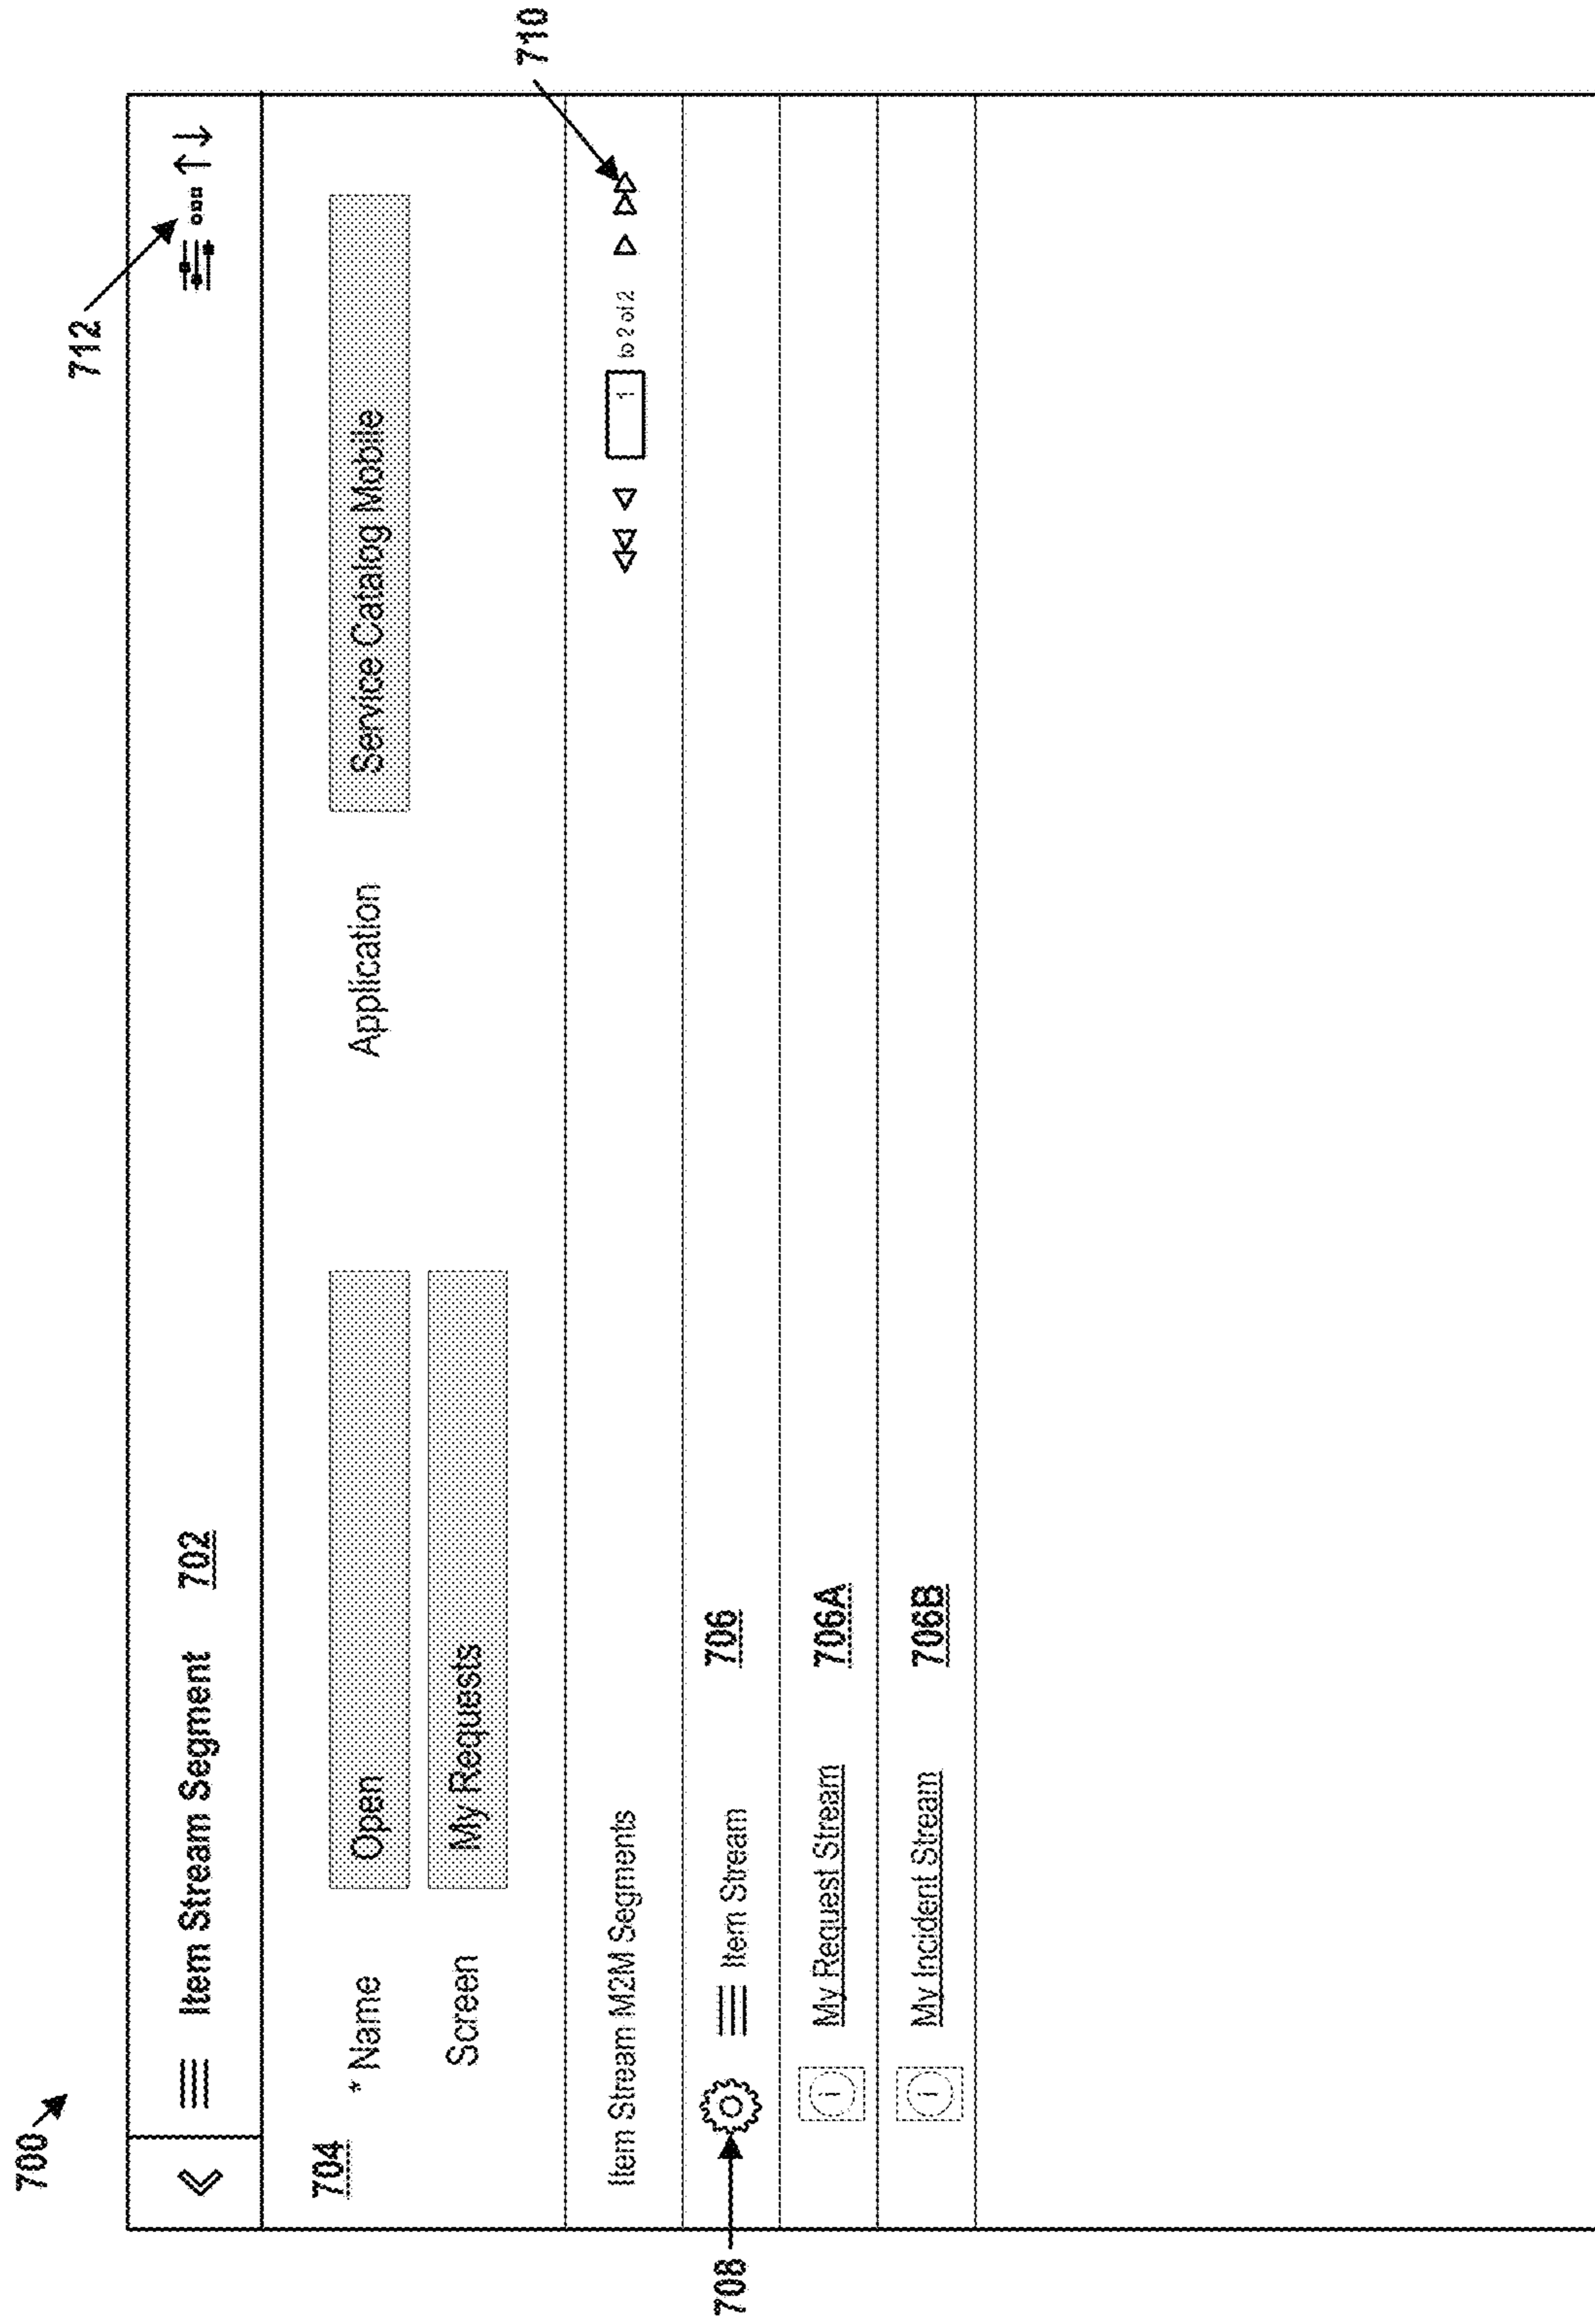 700
712
Item Stream Segment 702
710
704
* Name Open Application Service Catalog Mobile
Screen My Requests
Item Stream M2M Segments 1 to 2 of 2
708 Item Stream 706
My Request Stream 706A
My Incident Stream 706B